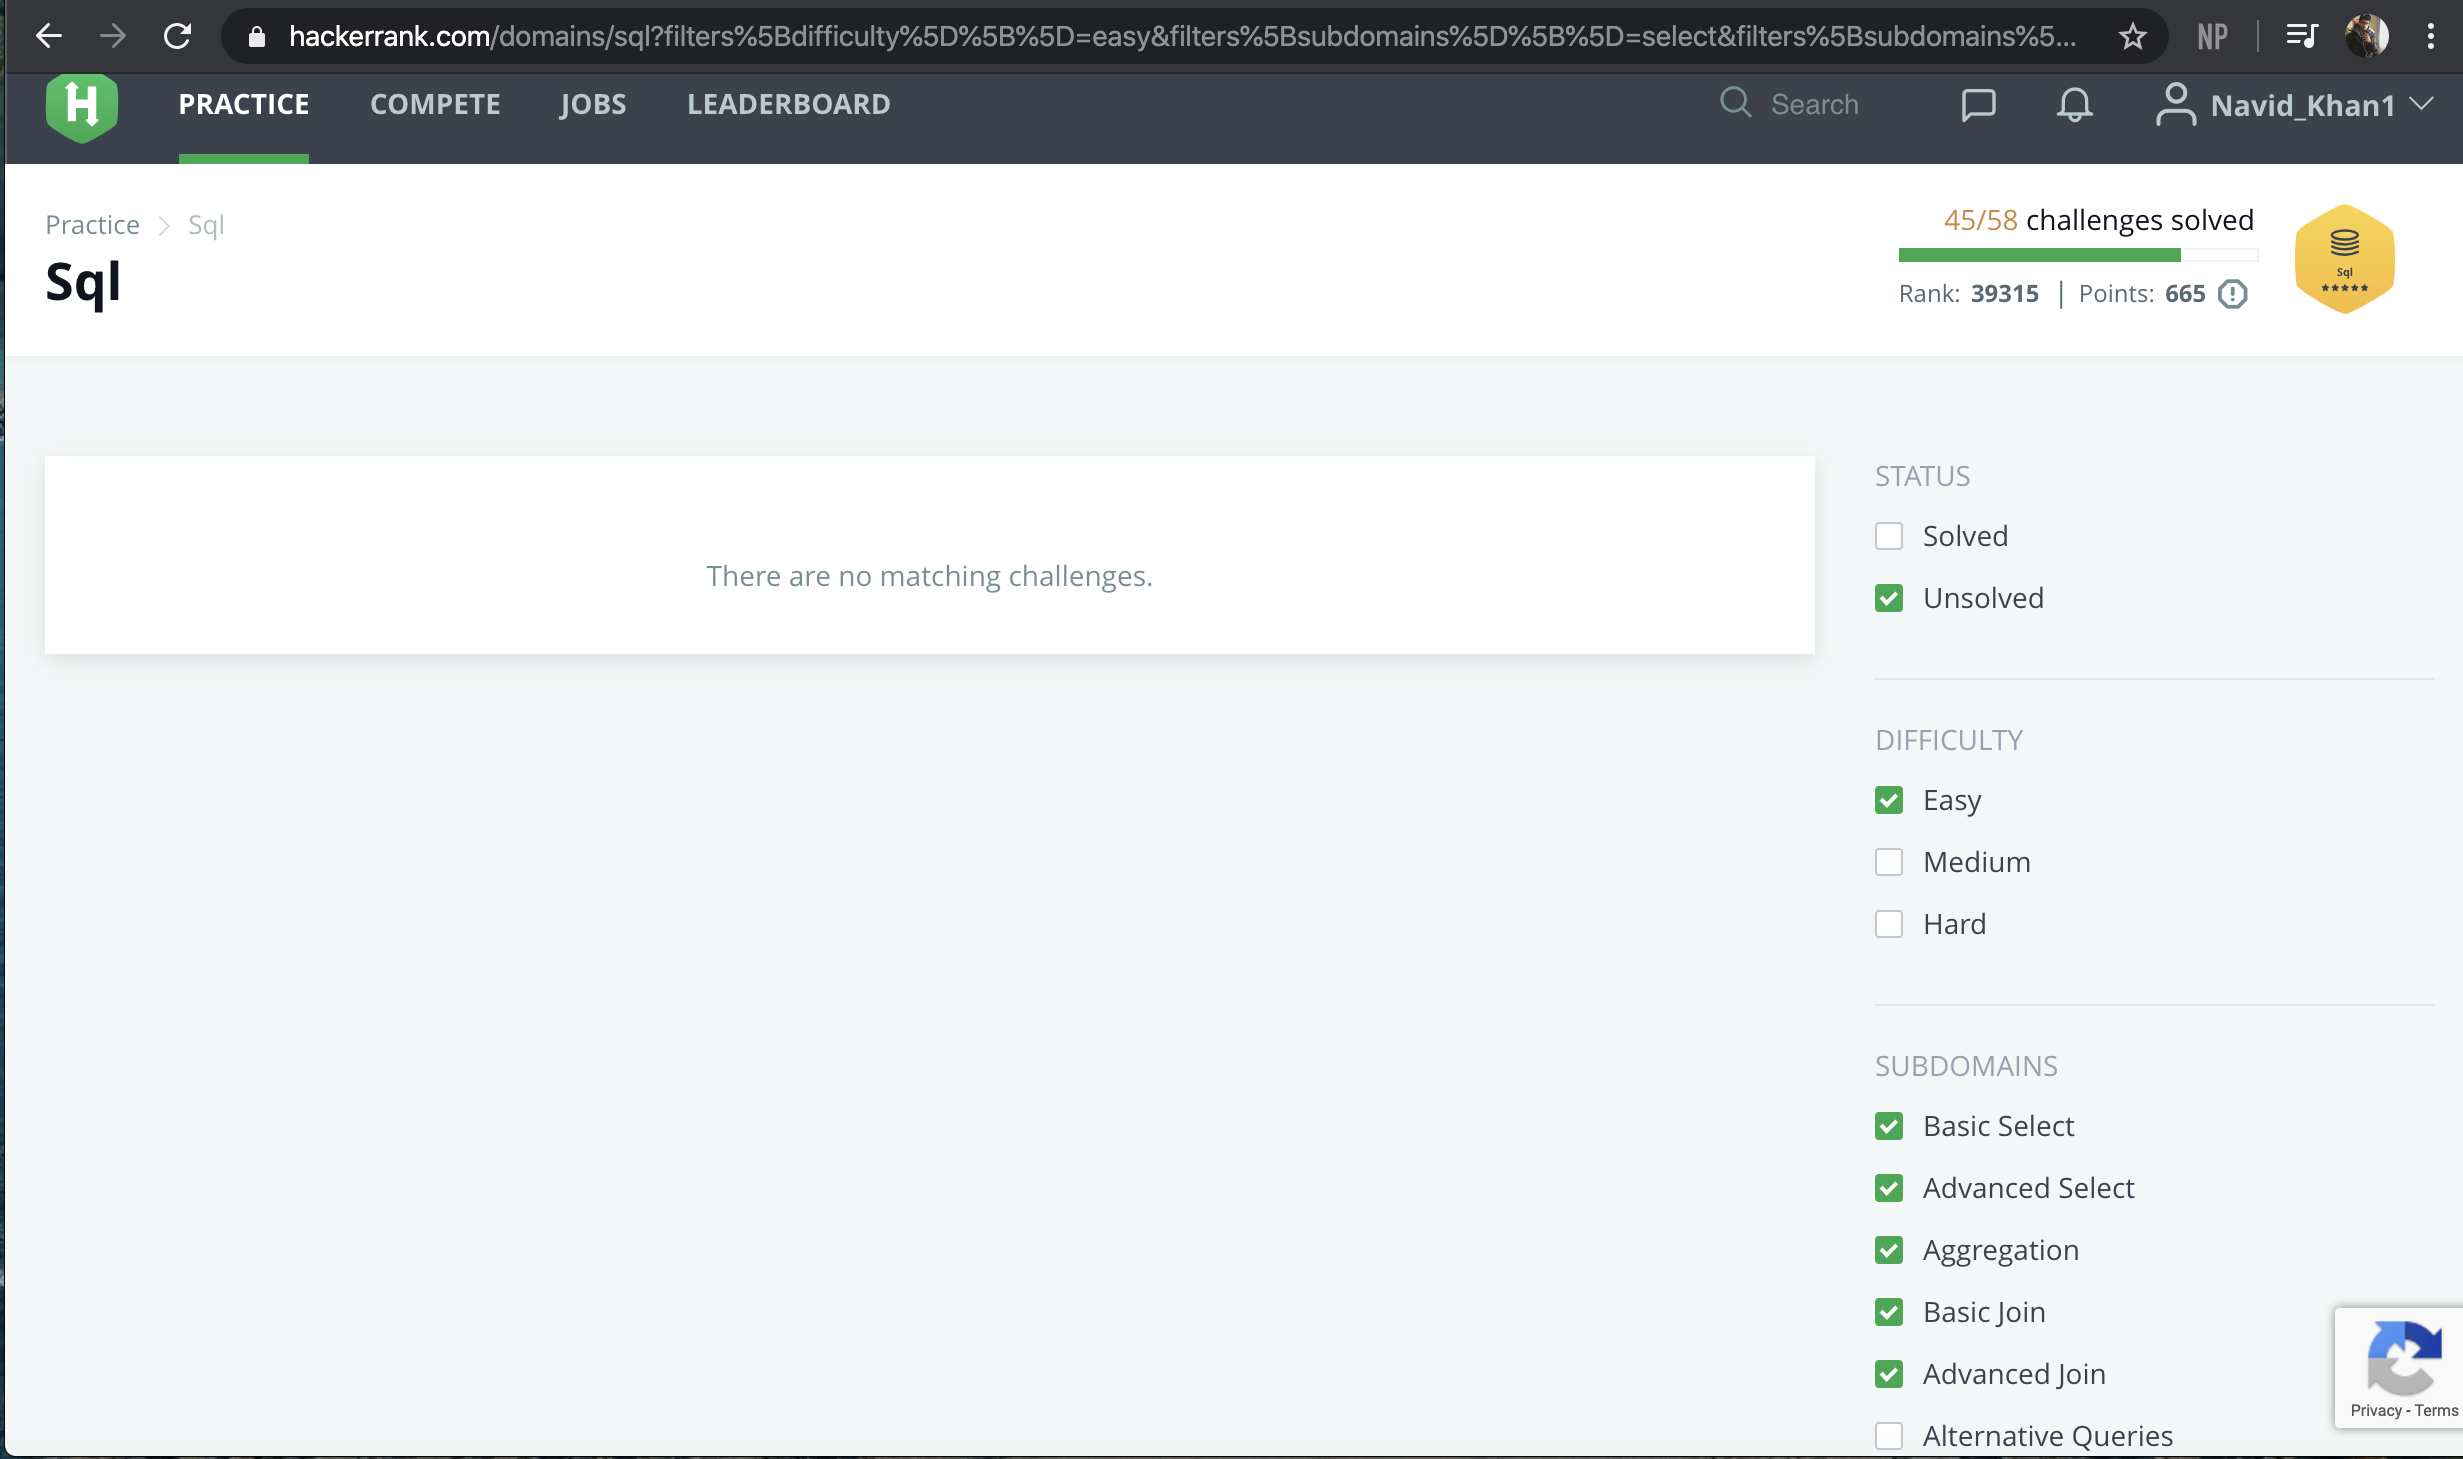 hackerrank.com/domains/sql?filters%5Bdifficulty%5D%5B%5D=easy&filters%5Bsubdomains%5D%5B%5D=select&filters%5Bsubdomains%5...
NP
H
PRACTICE
COMPETE
JOBS
LEADERBOARD
Search
Navid_Khan1
Practice > Sql
Sql
45/58 challenges solved
Rank: 39315 | Points: 665
Sql
There are no matching challenges.
STATUS
Solved
Unsolved
DIFFICULTY
Easy
Medium
Hard
SUBDOMAINS
Basic Select
Advanced Select
Aggregation
Basic Join
Advanced Join
Alternative Queries
Privacy - Terms